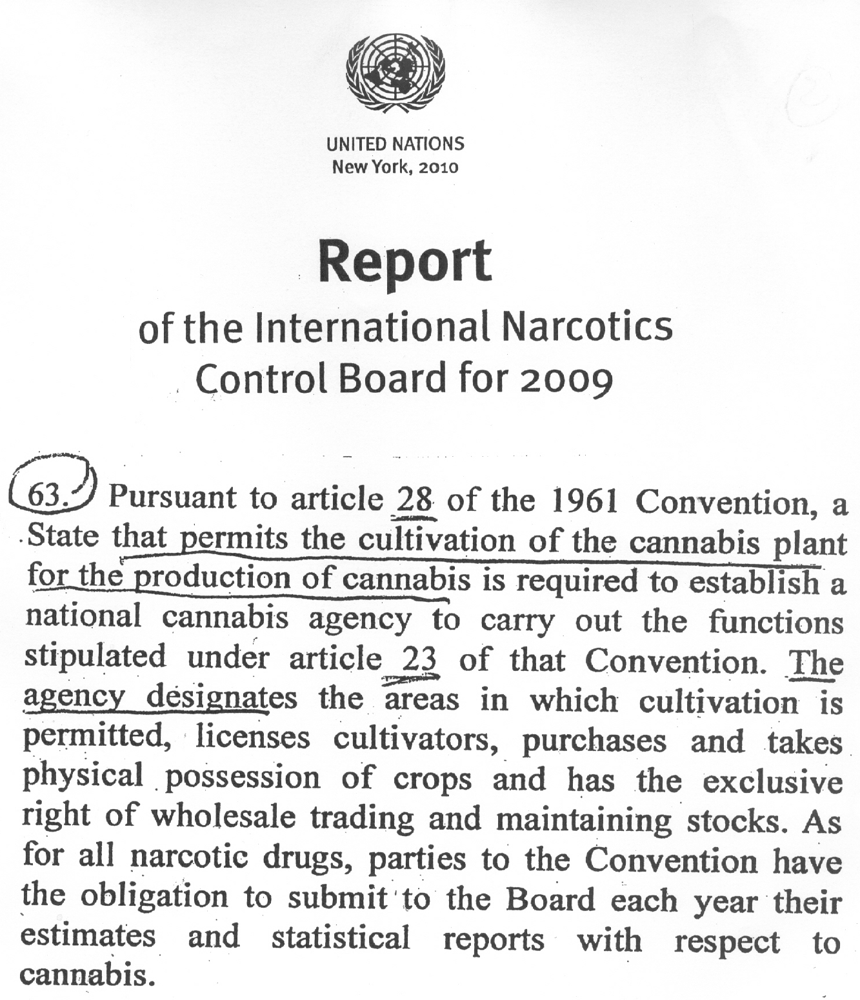 UNITED NATIONS
New York, 2010
Report
of the International Narcotics
Control Board for 2009
63. Pursuant to article 28 of the 1961 Convention, a
State that permits the cultivation of the cannabis plant
for the production of cannabis is required to establish a
national cannabis agency to carry out the functions
stipulated under article 23 of that Convention. The
agency designates the areas in which cultivation is
permitted, licenses cultivators, purchases and takes
physical possession of crops and has the exclusive
right of wholesale trading and maintaining stocks. As
for all narcotic drugs, parties to the Convention have
the obligation to submit to the Board each year their
estimates and statistical reports with respect to
cannabis.